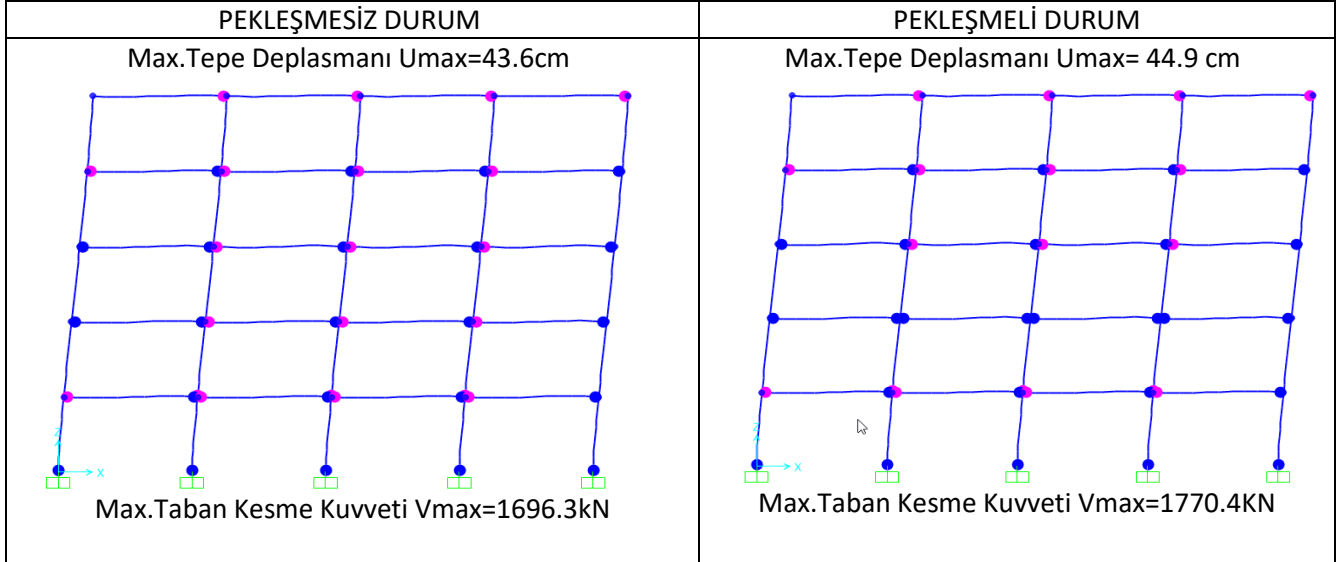 PEKLEŞMESİZ DURUM
Max.Tepe Deplasmanı Umax=43.6cm
Z
X
Max.Taban Kesme Kuvveti Vmax=1696.3kN
PEKLEŞMELİ DURUM
Max.Tepe Deplasmanı Umax= 44.9 cm
Z
X
Max.Taban Kesme Kuvveti Vmax=1770.4KN